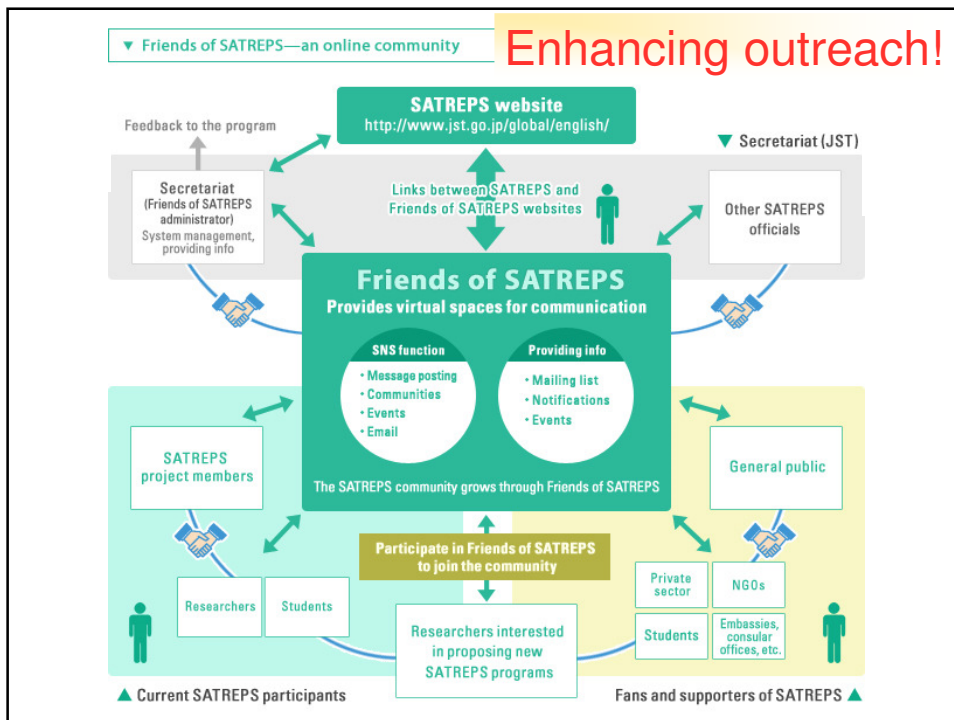 ▼ Friends of SATREPS—an online community
Enhancing outreach!
SATREPS website
http://www.jst.go.jp/global/english/
Feedback to the program
▼ Secretariat (JST)
Secretariat
(Friends of SATREPS
administrator)
System management,
providing info
Links between SATREPS and
Friends of SATREPS websites
Other SATREPS
officials
Friends of SATREPS
Provides virtual spaces for communication
SNS function
• Message posting
• Communities
• Events
• Email
Providing info
• Mailing list
• Notifications
• Events
The SATREPS community grows through Friends of SATREPS
SATREPS
project members
General public
Participate in Friends of SATREPS
to join the community
Researchers
Students
Researchers interested
in proposing new
SATREPS programs
Private
sector
NGOs
Students
Embassies,
consular
offices, etc.
▲ Current SATREPS participants
Fans and supporters of SATREPS ▲